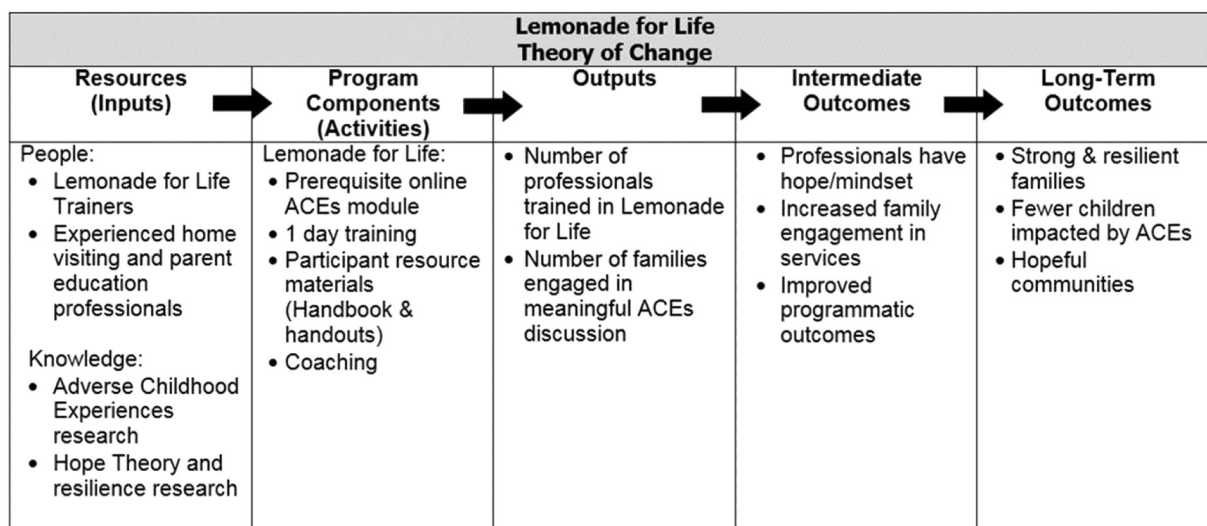 Lemonade for Life
Theory of Change
Resources
(Inputs)
Program
Components
(Activities)
Outputs
Intermediate
Outcomes
Long-Term
Outcomes
People:
• Lemonade for Life
Trainers
• Experienced home
visiting and parent
education
professionals
Knowledge:
• Adverse Childhood
Experiences
research
• Hope Theory and
resilience research
Lemonade for Life:
• Prerequisite online
ACEs module
• 1 day training
• Participant resource
materials
(Handbook &
handouts)
• Coaching
• Number of
professionals
trained in Lemonade
for Life
• Number of families
engaged in
meaningful ACEs
discussion
• Professionals have
hope/mindset
• Increased family
engagement in
services
• Improved
programmatic
outcomes
• Strong & resilient
families
• Fewer children
impacted by ACEs
• Hopeful
communities